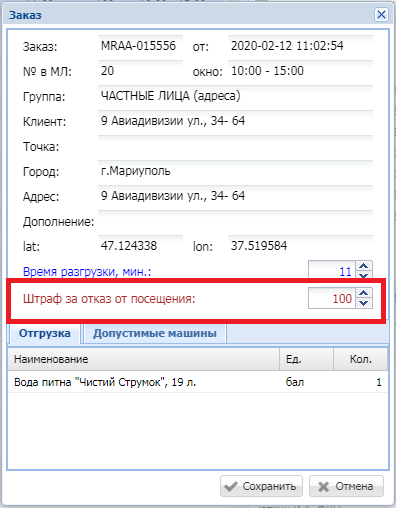 Заказ
Заказ: MRAA-015556 от: 2020-02-12 11:02:54
№ в МЛ: 20 окно: 10:00 - 15:00
Группа: ЧАСТНЫЕ ЛИЦА (адреса)
Клиент: 9 Авиадивизии ул., 34- 64
Точка:
Город: г.Мариуполь
Адрес: 9 Авиадивизии ул., 34- 64
Дополнение:
lat: 47.124338 lon: 37.519584
Время разгрузки, мин.: 11
Штраф за отказ от посещения: 100
Отгрузка Допустимые машины
Наименование Ед. Кол.
Вода питна "Чистий Струмок", 19 л. бал 1
Сохранить Отмена